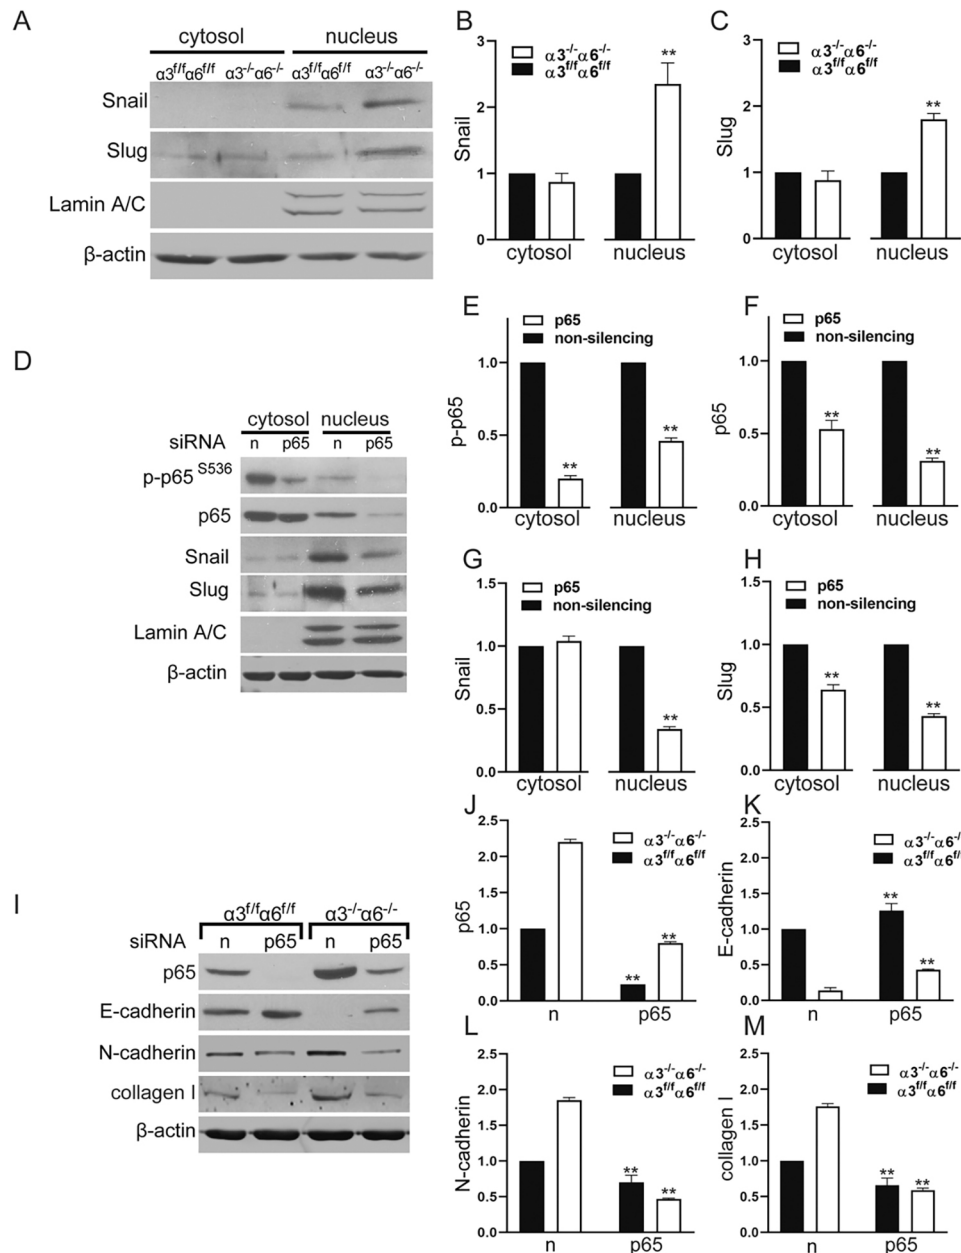 A
cytosol nucleus
α3f/fα6f/f α3-/-α6-/- α3f/fα6f/f α3-/-α6-/-
Snail
Slug
Lamin A/C
β-actin
B
3
2
1
0
Snail
α3-/-α6-/-
α3f/fα6f/f
**
cytosol nucleus
C
3
2
1
0
Slug
α3-/-α6-/-
α3f/fα6f/f
**
cytosol nucleus
D
cytosol nucleus
siRNA n p65 n p65
p-p65 S536
p65
Snail
Slug
Lamin A/C
β-actin
E
p65
non-silencing
1.0
0.5
0.0
p-p65
**
**
cytosol nucleus
F
p65
non-silencing
1.0
0.5
0.0
p65
**
**
cytosol nucleus
G
1.5
1.0
0.5
0.0
Snail
p65
non-silencing
**
cytosol nucleus
H
1.5
1.0
0.5
0.0
Slug
p65
non-silencing
**
**
cytosol nucleus
I
α3f/fα6f/f α3-/-α6-/-
siRNA n p65 n p65
p65
E-cadherin
N-cadherin
collagen I
β-actin
J
2.5
2.0
1.5
1.0
0.5
0.0
p65
α3-/-α6-/-
α3f/fα6f/f
**
**
n p65
K
2.5
2.0
1.5
1.0
0.5
0.0
E-cadherin
α3-/-α6-/
α3f/fα6f/
**
**
n p65
L
2.5
2.0
1.5
1.0
0.5
0.0
N-cadherin
α3-/-α6-/-
α3f/fα6f/f
**
**
n p65
M
2.5
2.0
1.5
1.0
0.5
0.0
collagen I
α3-/-α6-/-
α3f/fα6f/f
**
**
n p65